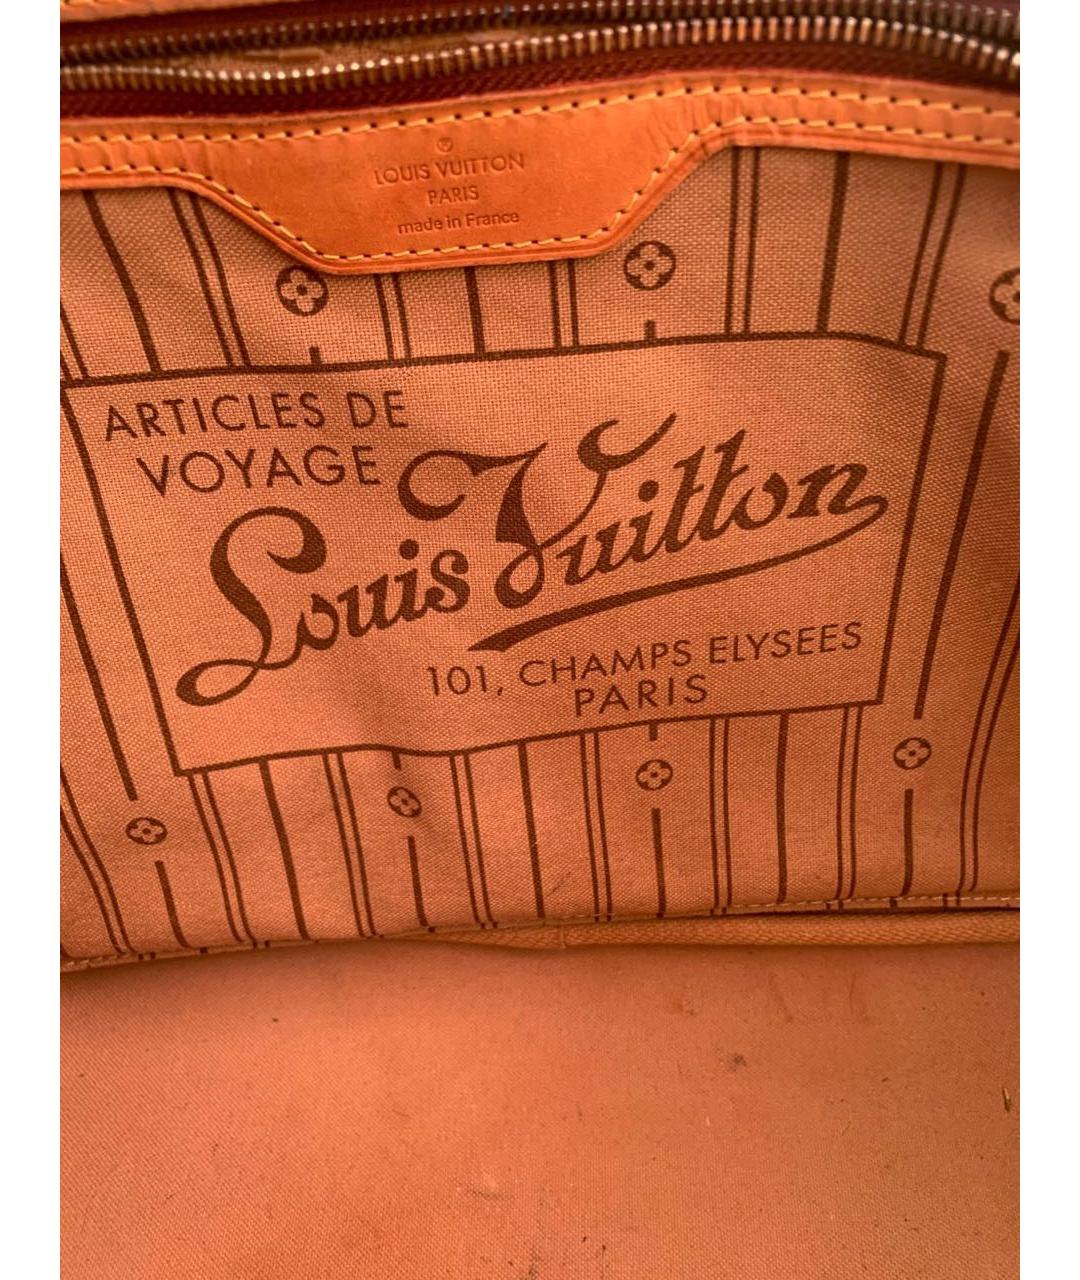 LOUIS VUITTON
PARIS
made in France
ARTICLES DE
VOYAGE
Louis Vuitton
101, CHAMPS ELYSEES
PARIS